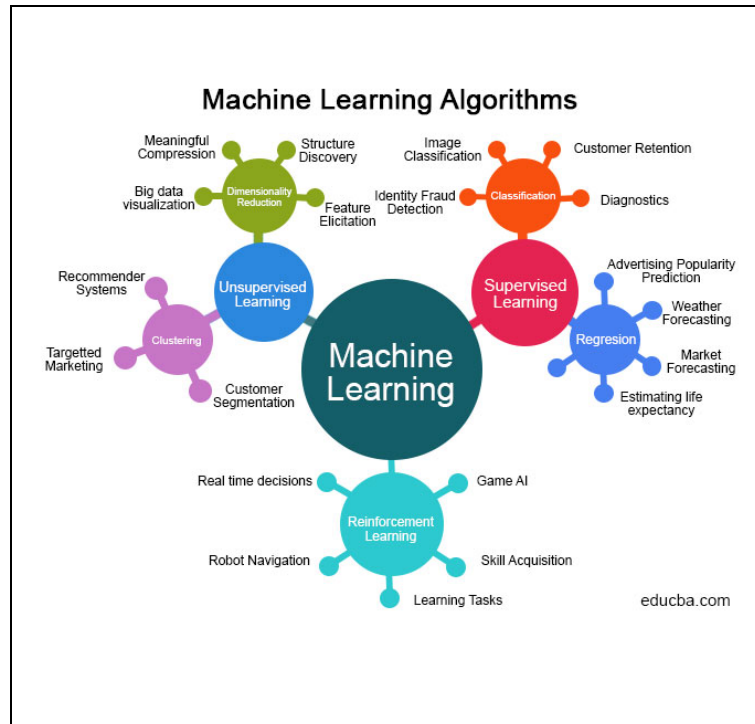 Machine Learning Algorithms
Meaningful
Compression
Structure
Discovery
Big data
visualization
Dimensionality
Reduction
Feature
Elicitation
Image
Classification
Customer Retention
Identity Fraud
Detection
Classification
Diagnostics
Recommender
Systems
Unsupervised
Learning
Clustering
Targetted
Marketing
Customer
Segmentation
Machine
Learning
Supervised
Learning
Advertising Popularity
Prediction
Weather
Forecasting
Regresion
Market
Forecasting
Estimating life
expectancy
Real time decisions
Game AI
Reinforcement
Learning
Robot Navigation
Skill Acquisition
Learning Tasks
educba.com